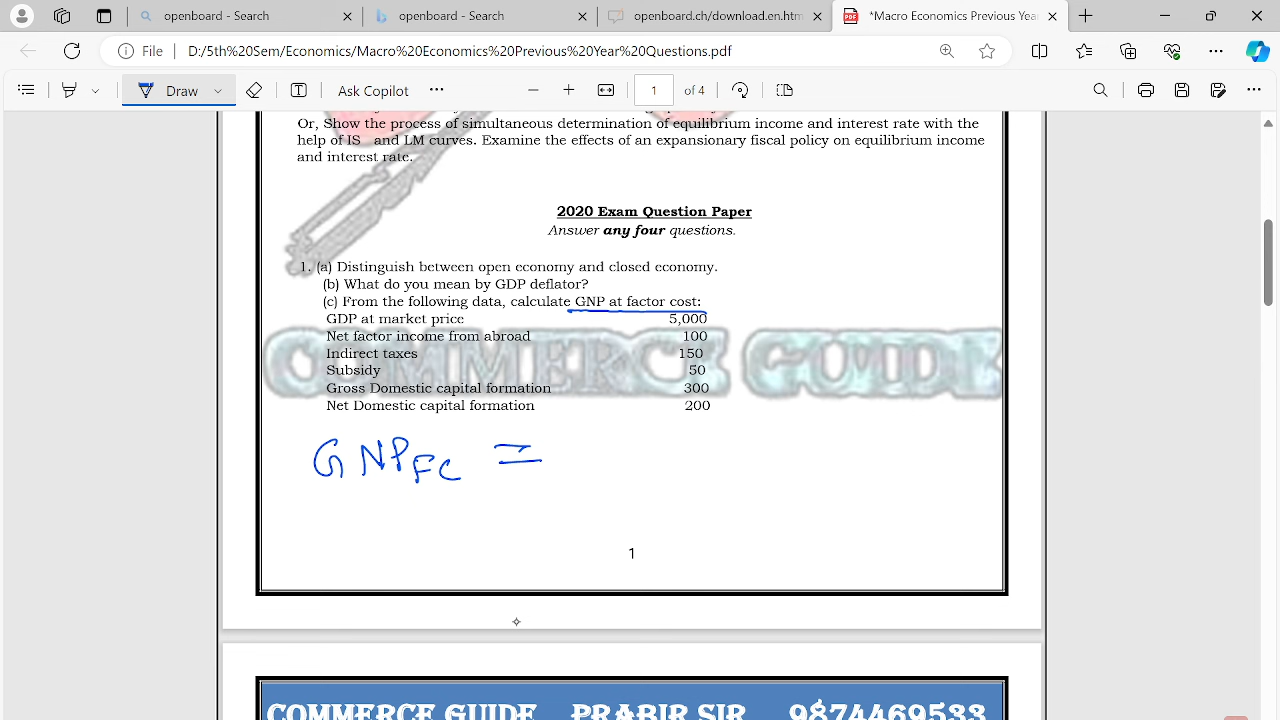 openboard - Search
openboard - Search
openboard.ch/download.en.htm
*Macro Economics Previous Yea
File
D:/5th%20Sem/Economics/Macro%20Economics%20Previous%20Year%20Questions.pdf
Draw
Ask Copilot
1 of 4
Or, Show the process of simultaneous determination of equilibrium income and interest rate with the
help of IS and LM curves. Examine the effects of an expansionary fiscal policy on equilibrium income
and interest rate.
2020 Exam Question Paper
Answer any four questions.
1. (a) Distinguish between open economy and closed economy.
(b) What do you mean by GDP deflator?
(c) From the following data, calculate GNP at factor cost:
GDP at market price 5,000
Net factor income from abroad 100
Indirect taxes 150
Subsidy 50
Gross Domestic capital formation 300
Net Domestic capital formation 200
COMMERCE GUIDE
GNP FC =
1
COMMERCE GUIDE PRABIR SIR 9874469533